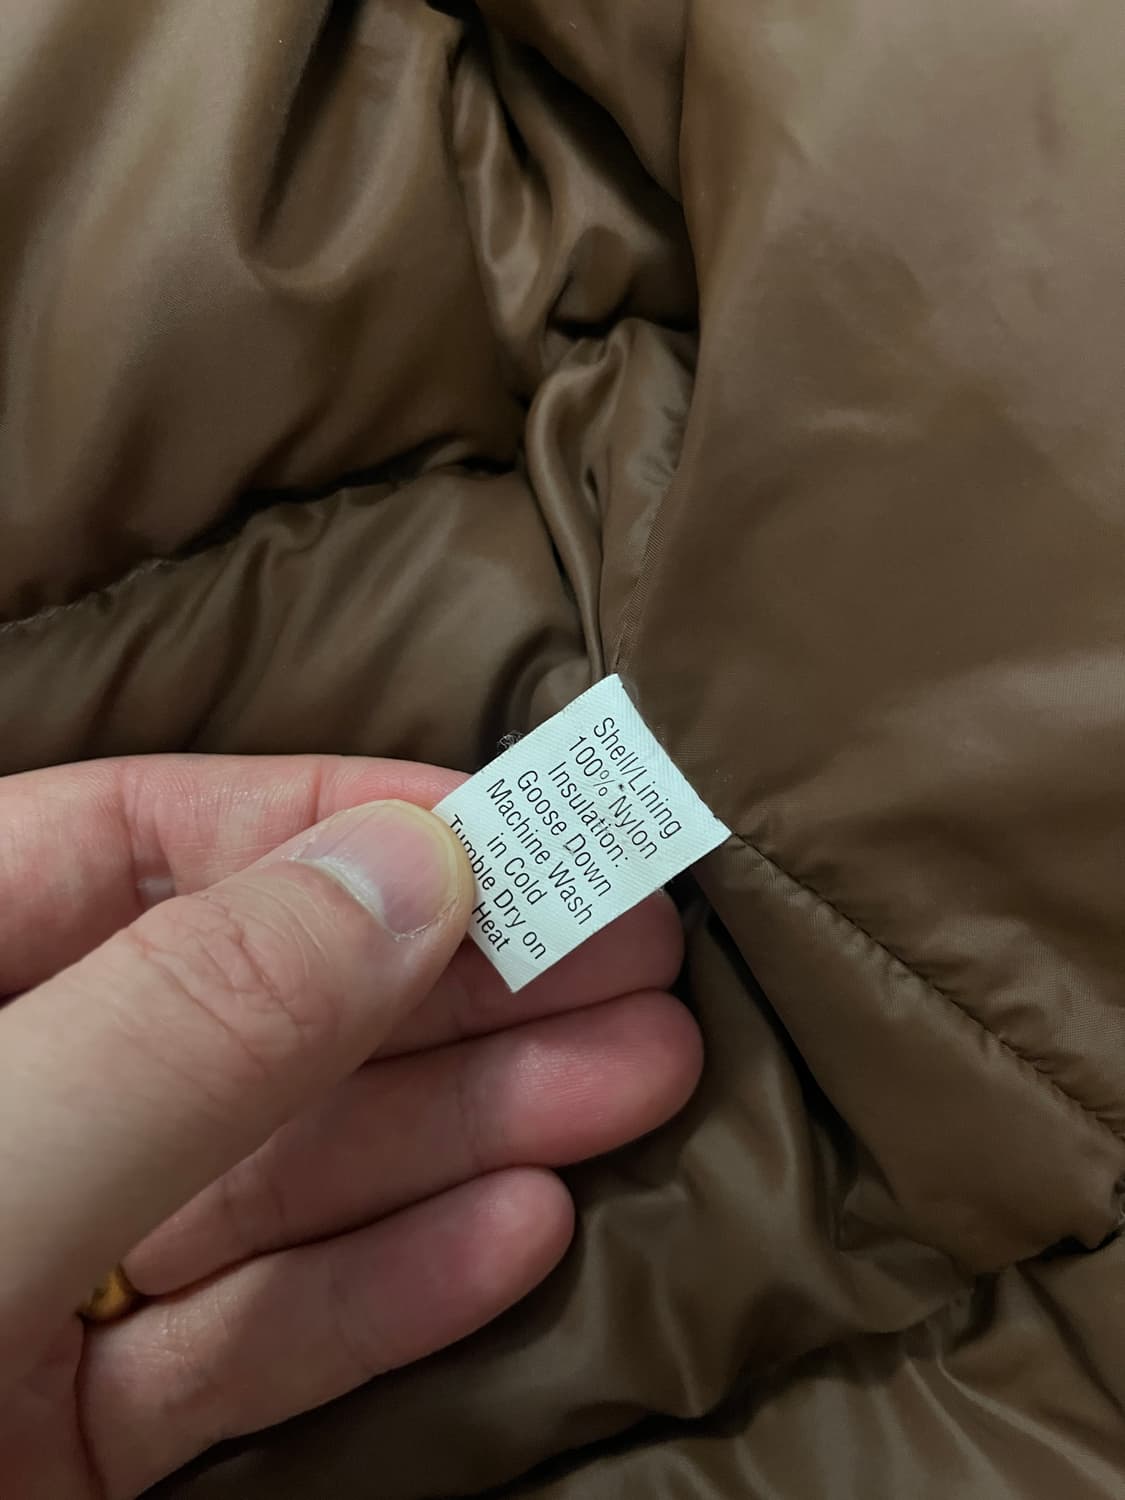 Shell/Lining
100% Nylon
Insulation:
Goose Down
Machine Wash
in Cold
Tumble Dry on
Heat